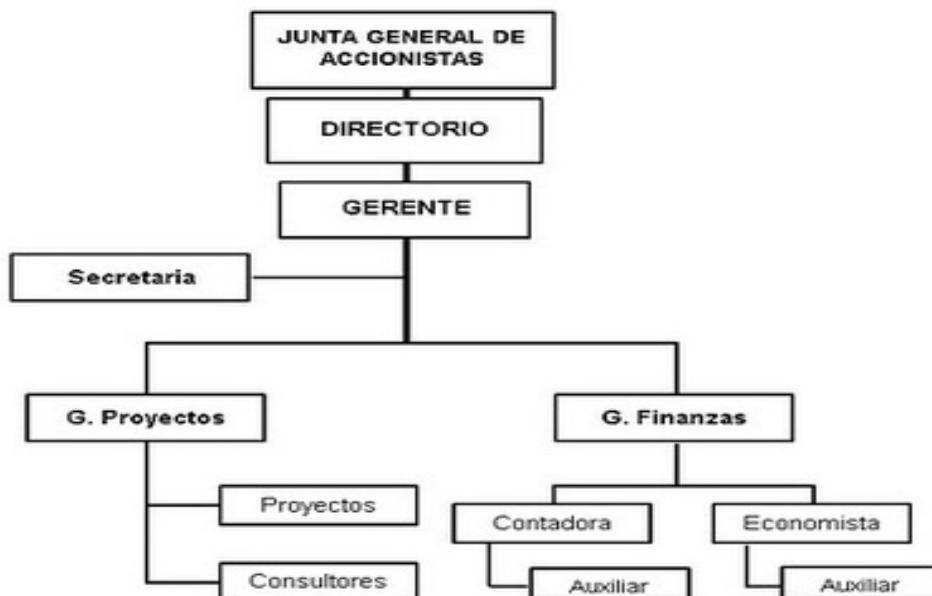 JUNTA GENERAL DE
ACCIONISTAS
DIRECTORIO
GERENTE
Secretaria
G. Proyectos
G. Finanzas
Proyectos
Contadora
Economista
Consultores
Auxiliar
Auxiliar